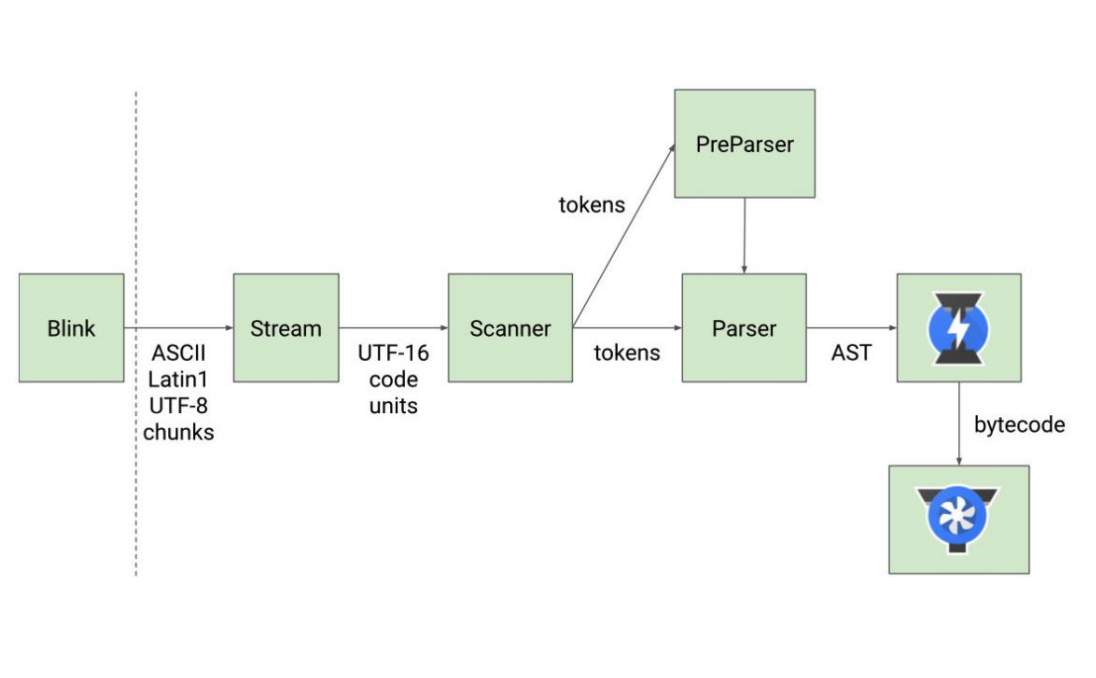 PreParser
tokens
Blink
Stream
Scanner
Parser
ASCII
Latin1
UTF-8
chunks
UTF-16
code
units
tokens
AST
bytecode